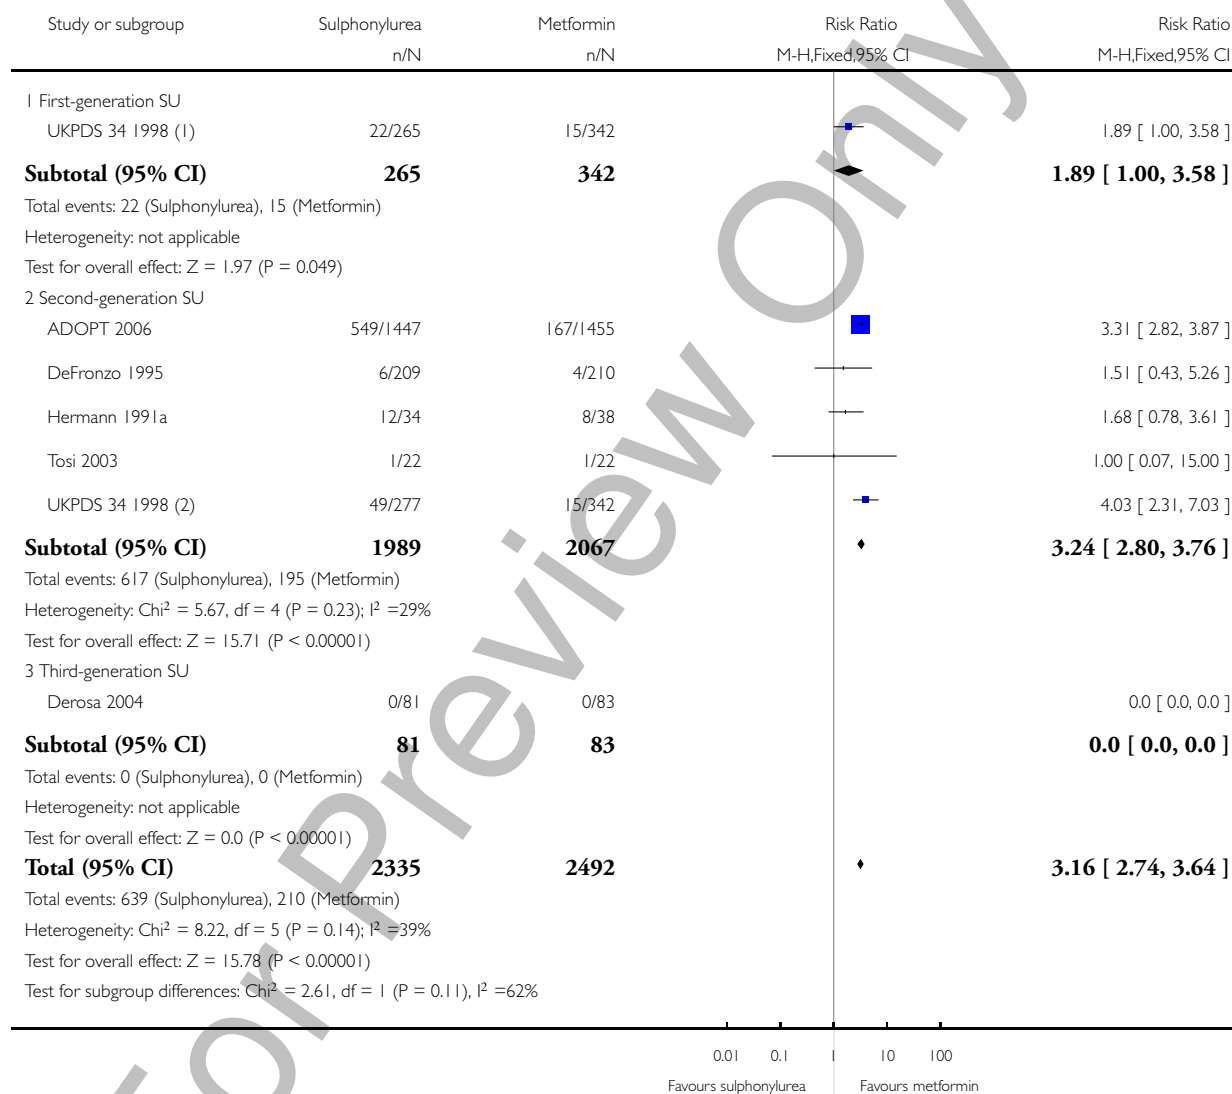 Study or subgroup Sulphonylurea Metformin Risk Ratio Risk Ratio
n/N n/N M-H,Fixed,95% CI M-H,Fixed,95% CI
1 First-generation SU
UKPDS 34 1998 (1) 22/265 15/342 1.89 [ 1.00, 3.58 ]
Subtotal (95% CI) 265 342 1.89 [ 1.00, 3.58 ]
Total events: 22 (Sulphonylurea), 15 (Metformin)
Heterogeneity: not applicable
Test for overall effect: Z = 1.97 (P = 0.049)
2 Second-generation SU
ADOPT 2006 549/1447 167/1455 3.31 [ 2.82, 3.87 ]
DeFronzo 1995 6/209 4/210 1.51 [ 0.43, 5.26 ]
Hermann 1991a 12/34 8/38 1.68 [ 0.78, 3.61 ]
Tosi 2003 1/22 1/22 1.00 [ 0.07, 15.00 ]
UKPDS 34 1998 (2) 49/277 15/342 4.03 [ 2.31, 7.03 ]
Subtotal (95% CI) 1989 2067 3.24 [ 2.80, 3.76 ]
Total events: 617 (Sulphonylurea), 195 (Metformin)
Heterogeneity: Chi² = 5.67, df = 4 (P = 0.23); I² =29%
Test for overall effect: Z = 15.71 (P < 0.00001)
3 Third-generation SU
Derosa 2004 0/81 0/83 0.0 [ 0.0, 0.0 ]
Subtotal (95% CI) 81 83 0.0 [ 0.0, 0.0 ]
Total events: 0 (Sulphonylurea), 0 (Metformin)
Heterogeneity: not applicable
Test for overall effect: Z = 0.0 (P < 0.00001)
Total (95% CI) 2335 2492 3.16 [ 2.74, 3.64 ]
Total events: 639 (Sulphonylurea), 210 (Metformin)
Heterogeneity: Chi² = 8.22, df = 5 (P = 0.14); I² =39%
Test for overall effect: Z = 15.78 (P < 0.00001)
Test for subgroup differences: Chi² = 2.61, df = 1 (P = 0.11), I² =62%
0.01 0.1 1 10 100
Favours sulphonylurea Favours metformin
For Preview Only